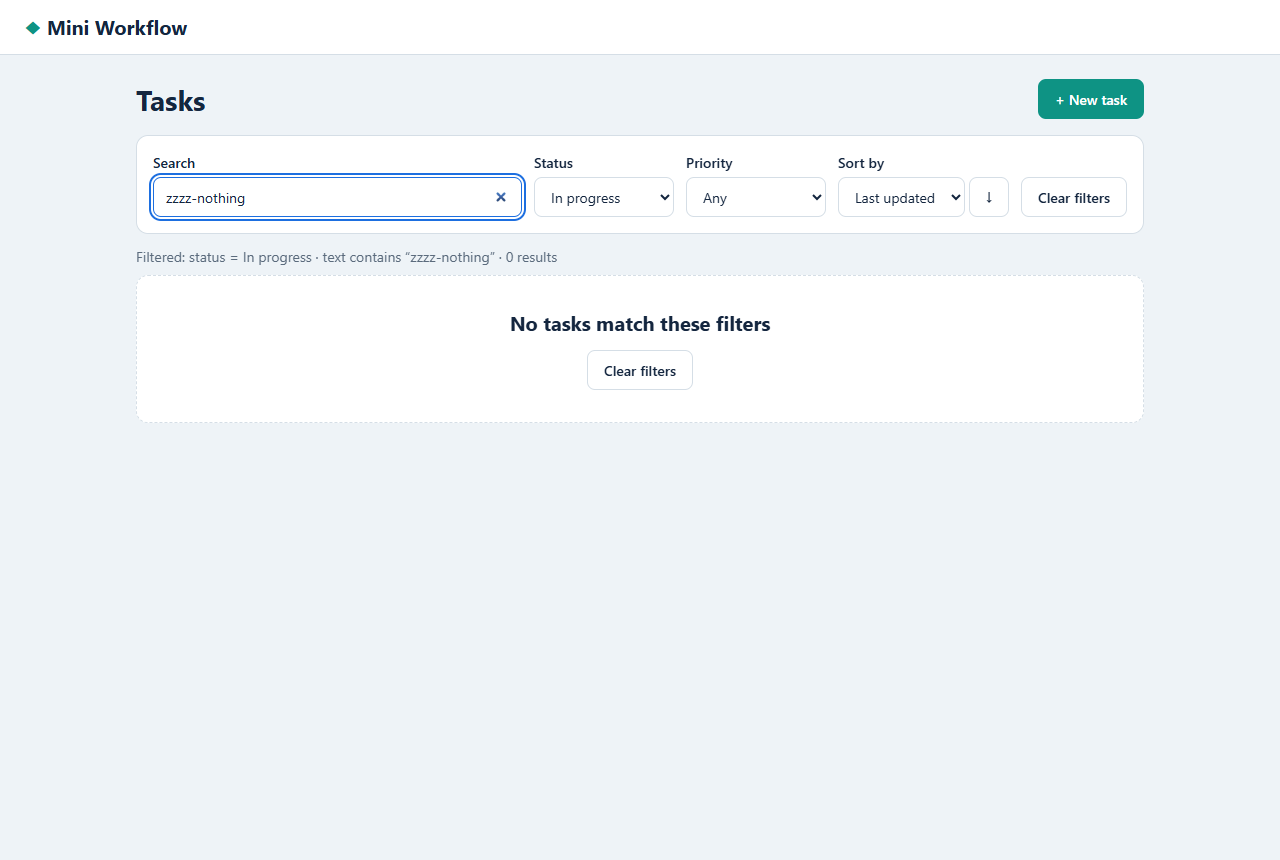 Mini Workflow
Tasks
+ New task
Search
Status
Priority
Sort by
zzzz-nothing
In progress
Any
Last updated
↓
Clear filters
Filtered: status = In progress · text contains “zzzz-nothing” · 0 results
No tasks match these filters
Clear filters